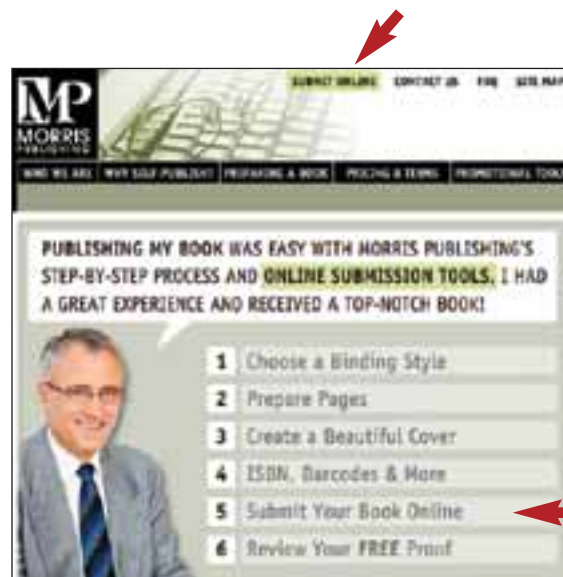 SUBMIT ONLINE CONTACT US FAQ SITE MAP
MP
MORRIS
PUBLISHING
WHO WE ARE WHY SELF PUBLISH? PREPARING A BOOK PRICING & TERMS PROMOTIONAL TOOLS
PUBLISHING MY BOOK WAS EASY WITH MORRIS PUBLISHING'S
STEP-BY-STEP PROCESS AND ONLINE SUBMISSION TOOLS. I HAD
A GREAT EXPERIENCE AND RECEIVED A TOP-NOTCH BOOK!
1 Choose a Binding Style
2 Prepare Pages
3 Create a Beautiful Cover
4 ISBN, Barcodes & More
5 Submit Your Book Online
6 Review Your FREE Proof